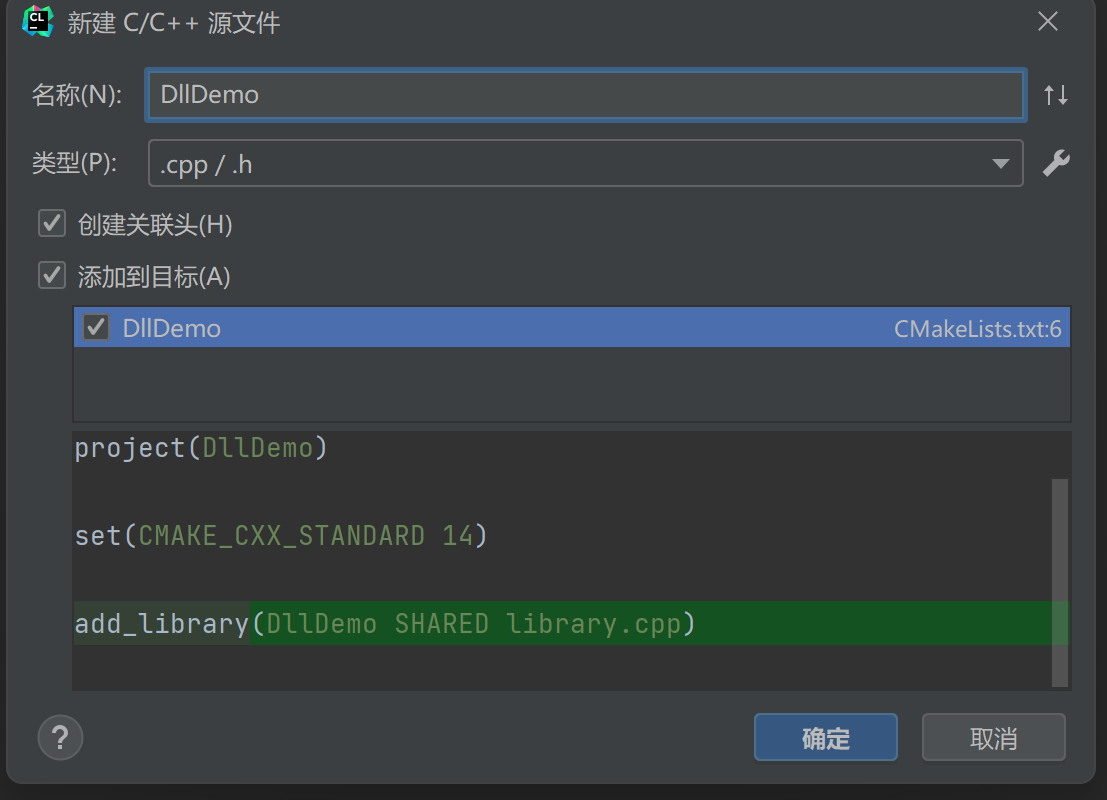 CL
新建 C/C++ 源文件
名称(N): DllDemo
类型(P): .cpp / .h
创建关联头(H)
添加到目标(A)
DllDemo CMakeLists.txt:6
project(DllDemo)
set(CMAKE_CXX_STANDARD 14)
add_library(DllDemo SHARED library.cpp)
? 确定 取消